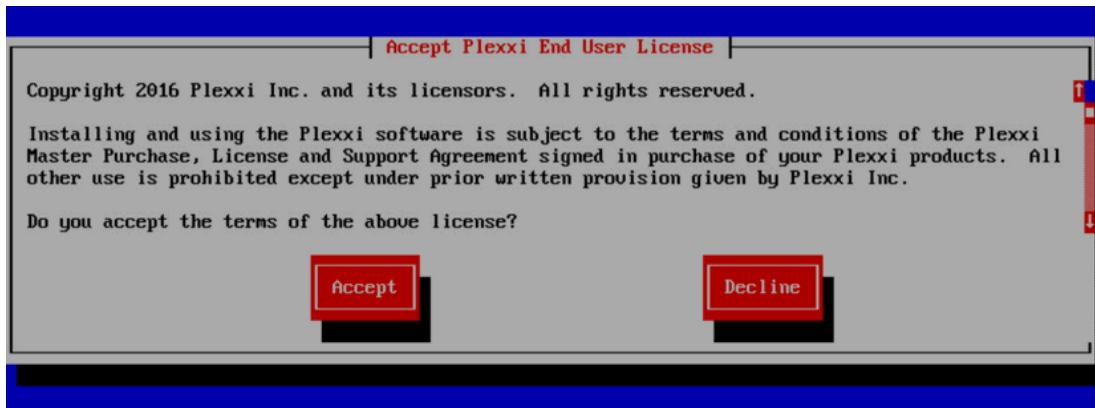 Accept Plexxi End User License
Copyright 2016 Plexxi Inc. and its licensors.  All rights reserved.
Installing and using the Plexxi software is subject to the terms and conditions of the Plexxi
Master Purchase, License and Support Agreement signed in purchase of your Plexxi products.  All
other use is prohibited except under prior written provision given by Plexxi Inc.
Do you accept the terms of the above license?
Accept
Decline